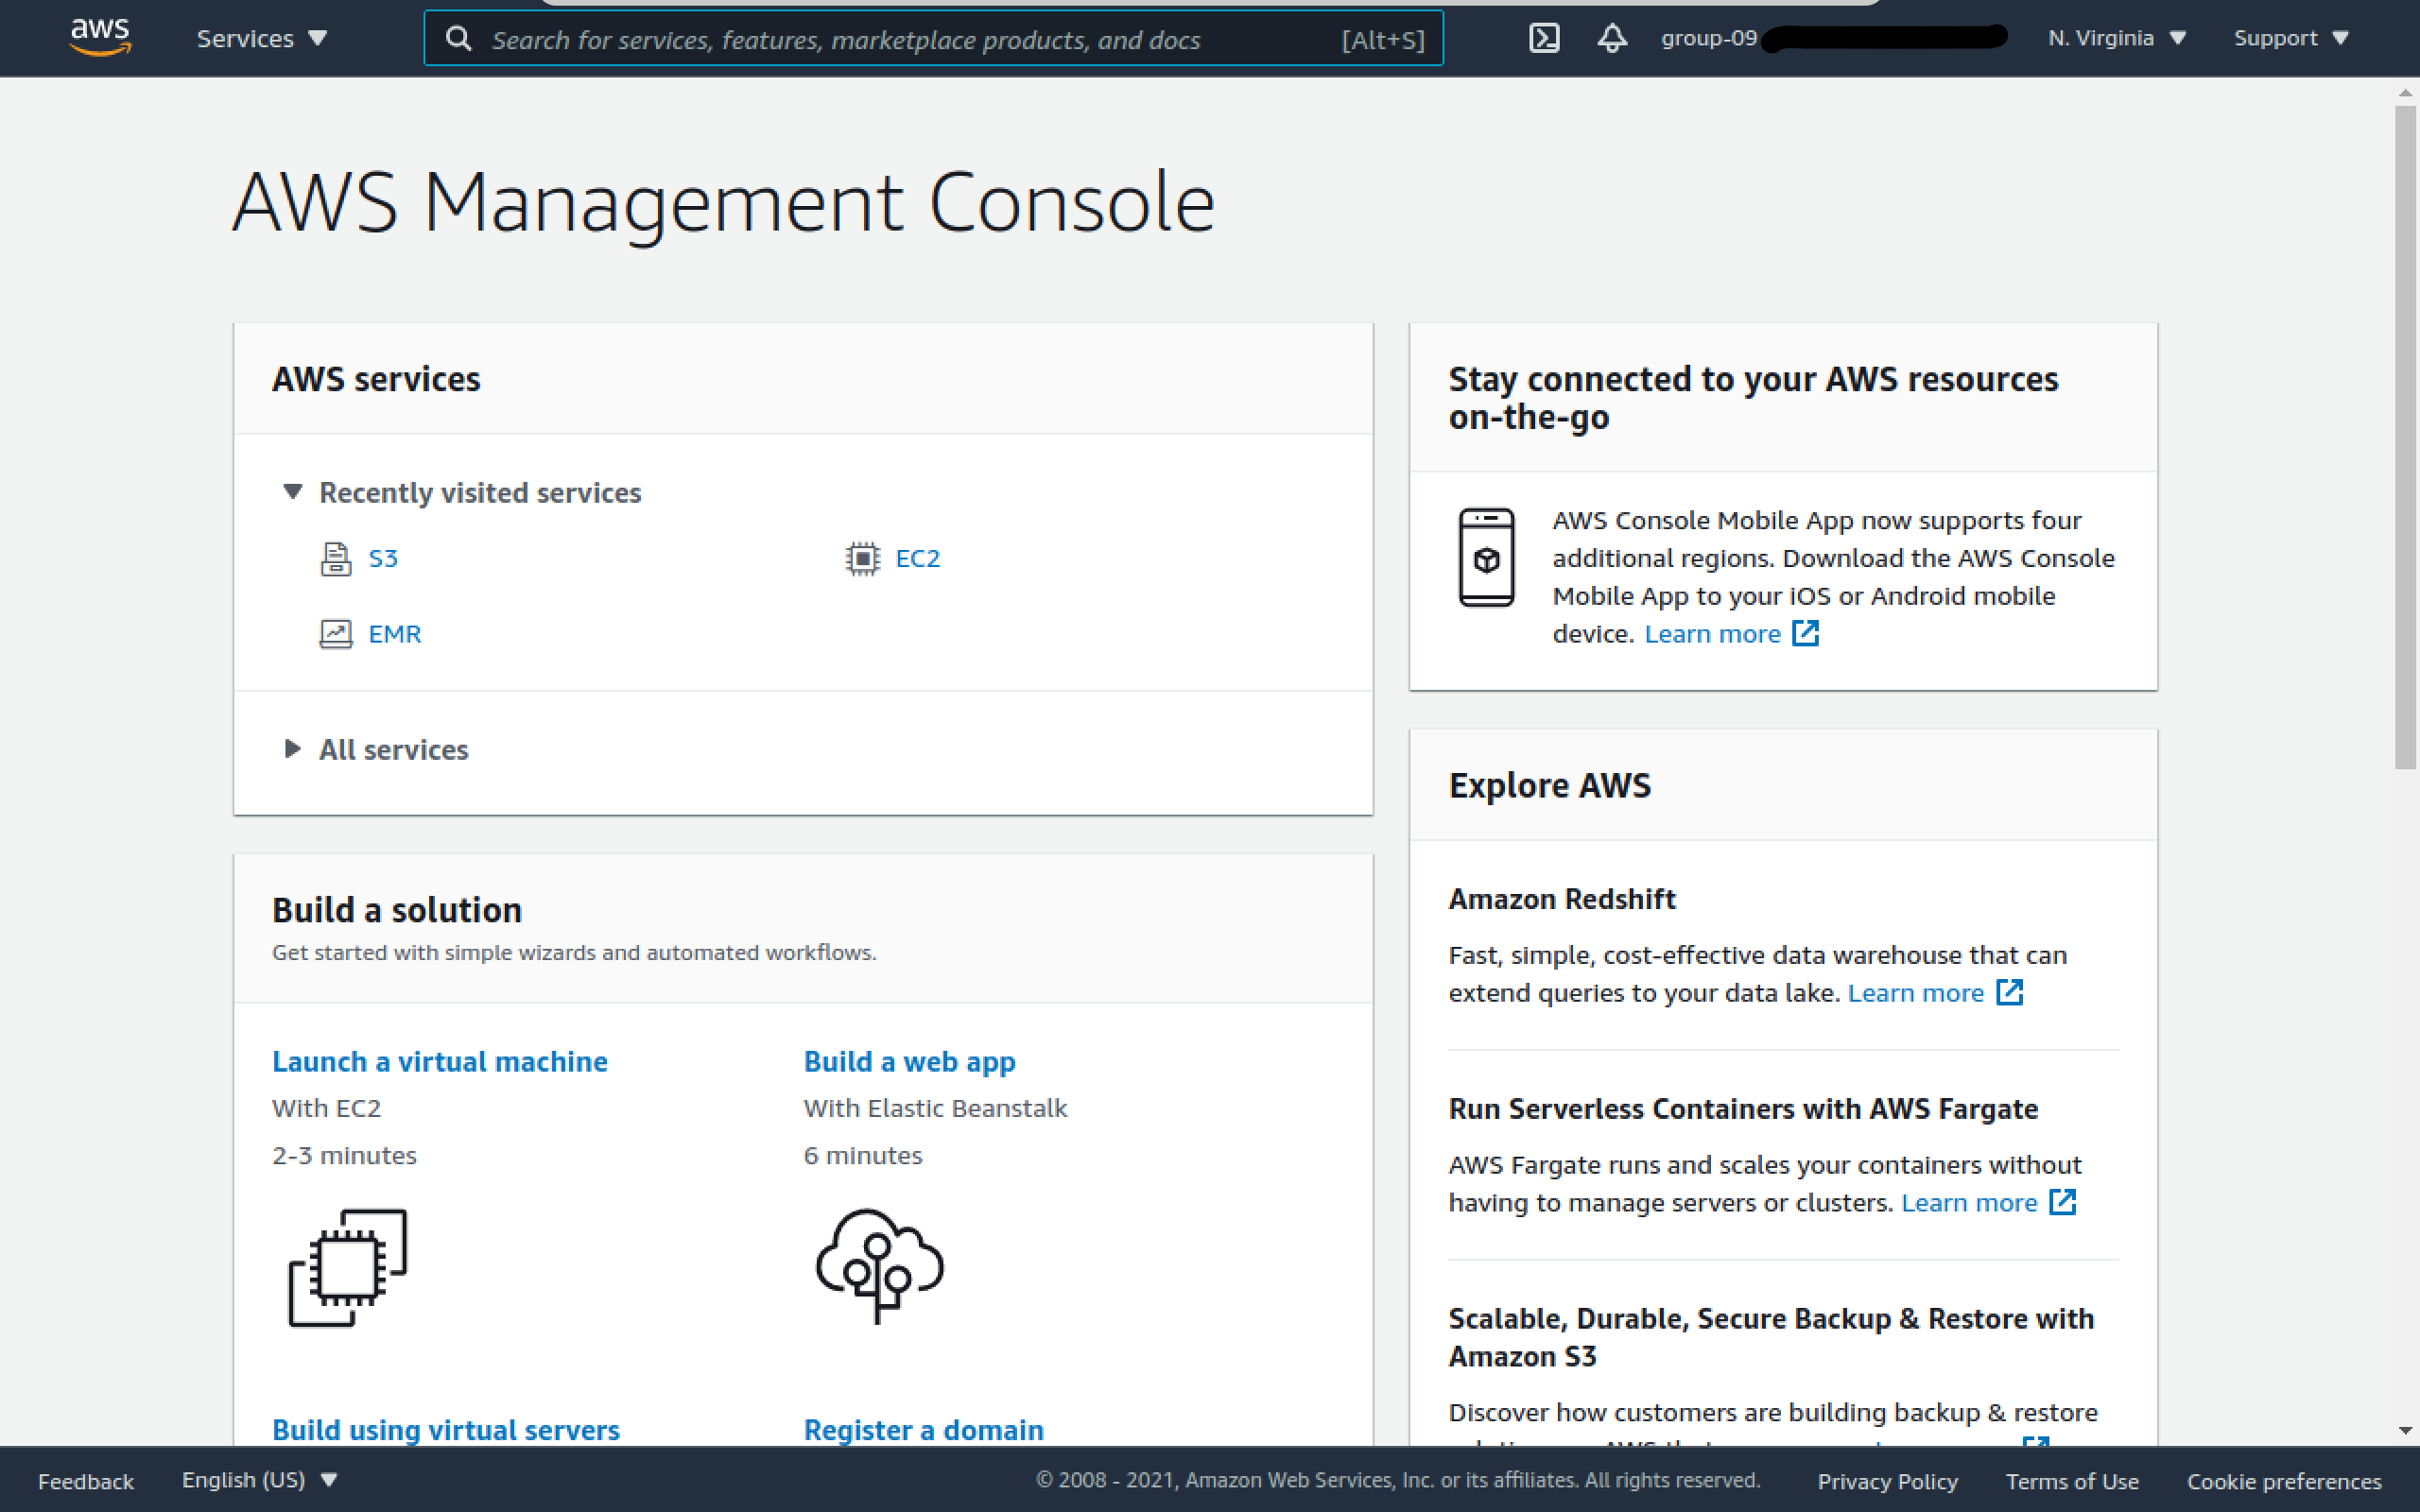 aws
Services
Search for services, features, marketplace products, and docs [Alt+S]
group-09
N. Virginia
Support
AWS Management Console
AWS services
Recently visited services
S3
EC2
EMR
All services
Build a solution
Get started with simple wizards and automated workflows.
Launch a virtual machine
With EC2
2-3 minutes
Build a web app
With Elastic Beanstalk
6 minutes
Build using virtual servers
Register a domain
Stay connected to your AWS resources
on-the-go
AWS Console Mobile App now supports four
additional regions. Download the AWS Console
Mobile App to your iOS or Android mobile
device. Learn more
Explore AWS
Amazon Redshift
Fast, simple, cost-effective data warehouse that can
extend queries to your data lake. Learn more
Run Serverless Containers with AWS Fargate
AWS Fargate runs and scales your containers without
having to manage servers or clusters. Learn more
Scalable, Durable, Secure Backup & Restore with
Amazon S3
Discover how customers are building backup & restore
Feedback
English (US)
© 2008 - 2021, Amazon Web Services, Inc. or its affiliates. All rights reserved.
Privacy Policy
Terms of Use
Cookie preferences